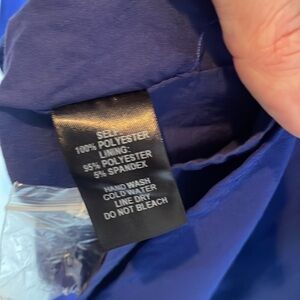 SELF:
100% POLYESTER
LINING:
95% POLYESTER
5% SPANDEX
HAND WASH
COLD WATER
LINE DRY
DO NOT BLEACH